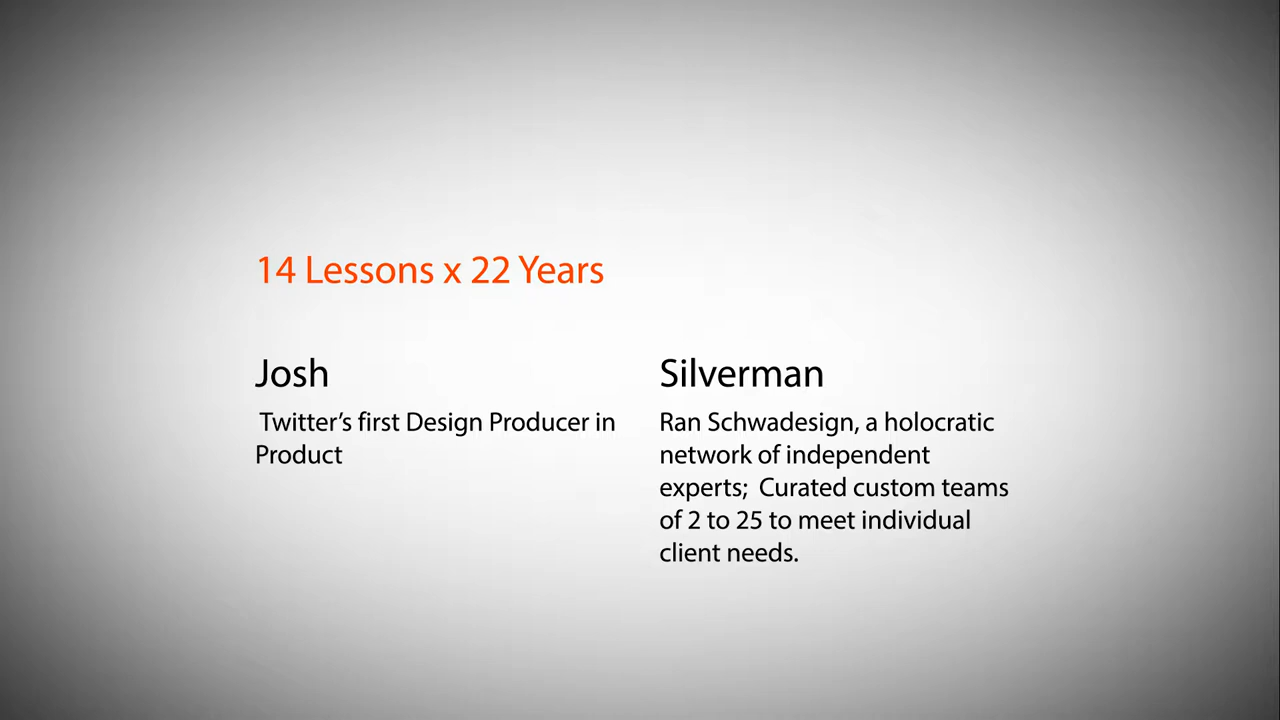 14 Lessons x 22 Years
Josh
Twitter’s first Design Producer in
Product
Silverman
Ran Schwadesign, a holocratic
network of independent
experts;  Curated custom teams
of 2 to 25 to meet individual
client needs.